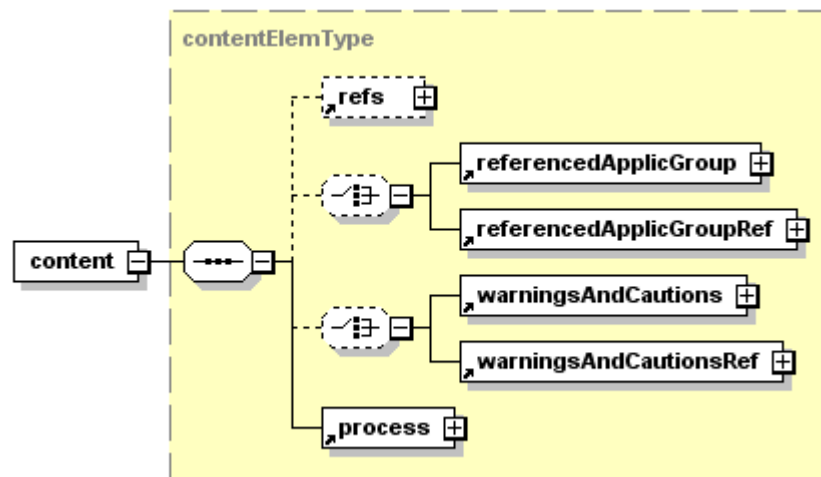 contentElemType
refs
referencedApplicGroup
referencedApplicGroupRef
content
warningsAndCautions
warningsAndCautionsRef
process